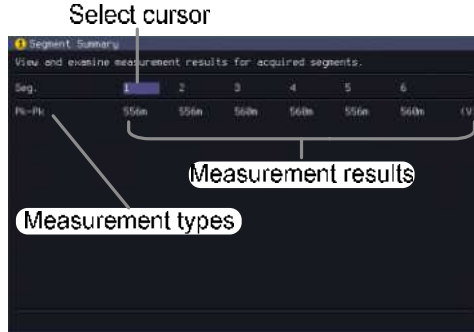 Select cursor
Segment Summary
View and examine measurement results for acquired segments.
Seg. 1 2 3 4 5 6
Pk-Pk 556m 556m 560m 560m 556m 560m (V
Measurement results
Measurement types